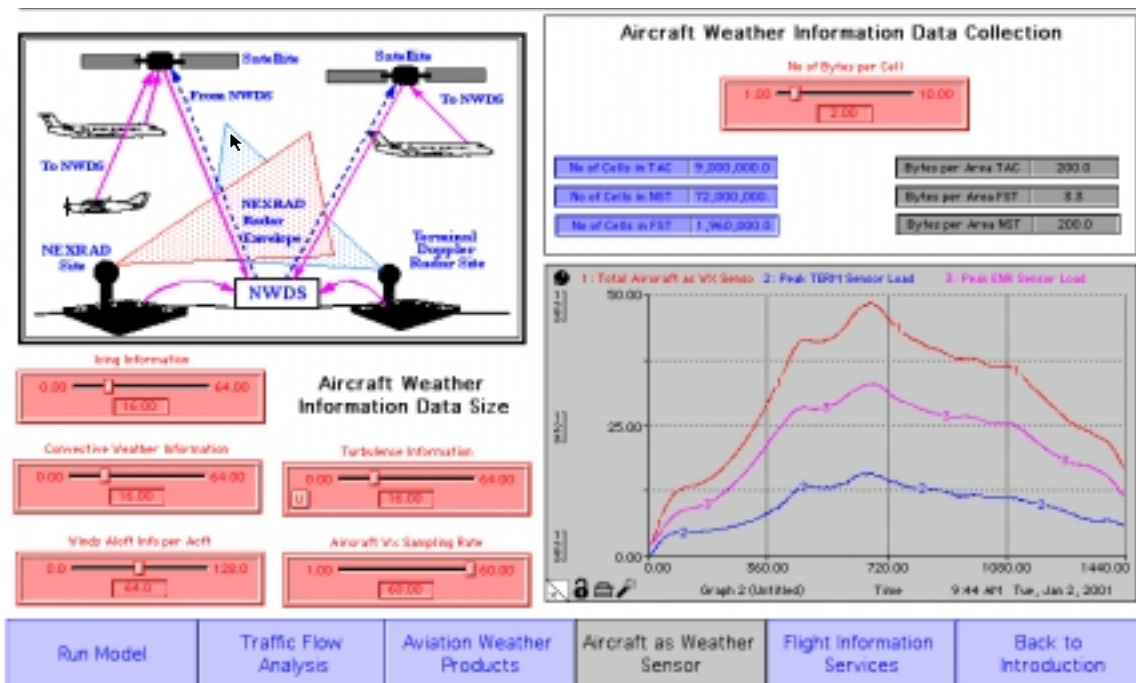 Satellite
Satellite
From NWDS
To NWDS
To NWDS
NEXRAD
Radar
Envelope
NEXRAD
Site
Terminal
Doppler
Radar Site
NWDS
Aircraft Weather Information Data Collection
No of Bytes per Cell
1.00 10.00
2.00
No of Cells in TAC 9,000,000.0
No of Cells in NST 72,000,000.
No of Cells in FST 1,960,000.0
Bytes per Area TAC 200.0
Bytes per Area FST 8.8
Bytes per Area NST 200.0
1: Total Aircraft as WX Senso 2: Peak TERM Sensor Load 3: Peak ENR Sensor Load
50.00
25.00
0.00
0.00 360.00 720.00 1080.00 1440.00
Graph 2 (Untitled) Time 9:44 AM Tue, Jan 2, 2001
Icing Information
0.00 64.00
16.00
Aircraft Weather
Information Data Size
Convective Weather Information
0.00 64.00
16.00
Turbulence Information
0.00 64.00
U 16.00
Winds Aloft Info per Acft
0.0 128.0
64.0
Aircraft Wx Sampling Rate
1.00 60.00
60.00
Run Model
Traffic Flow
Analysis
Aviation Weather
Products
Aircraft as Weather
Sensor
Flight Information
Services
Back to
Introduction